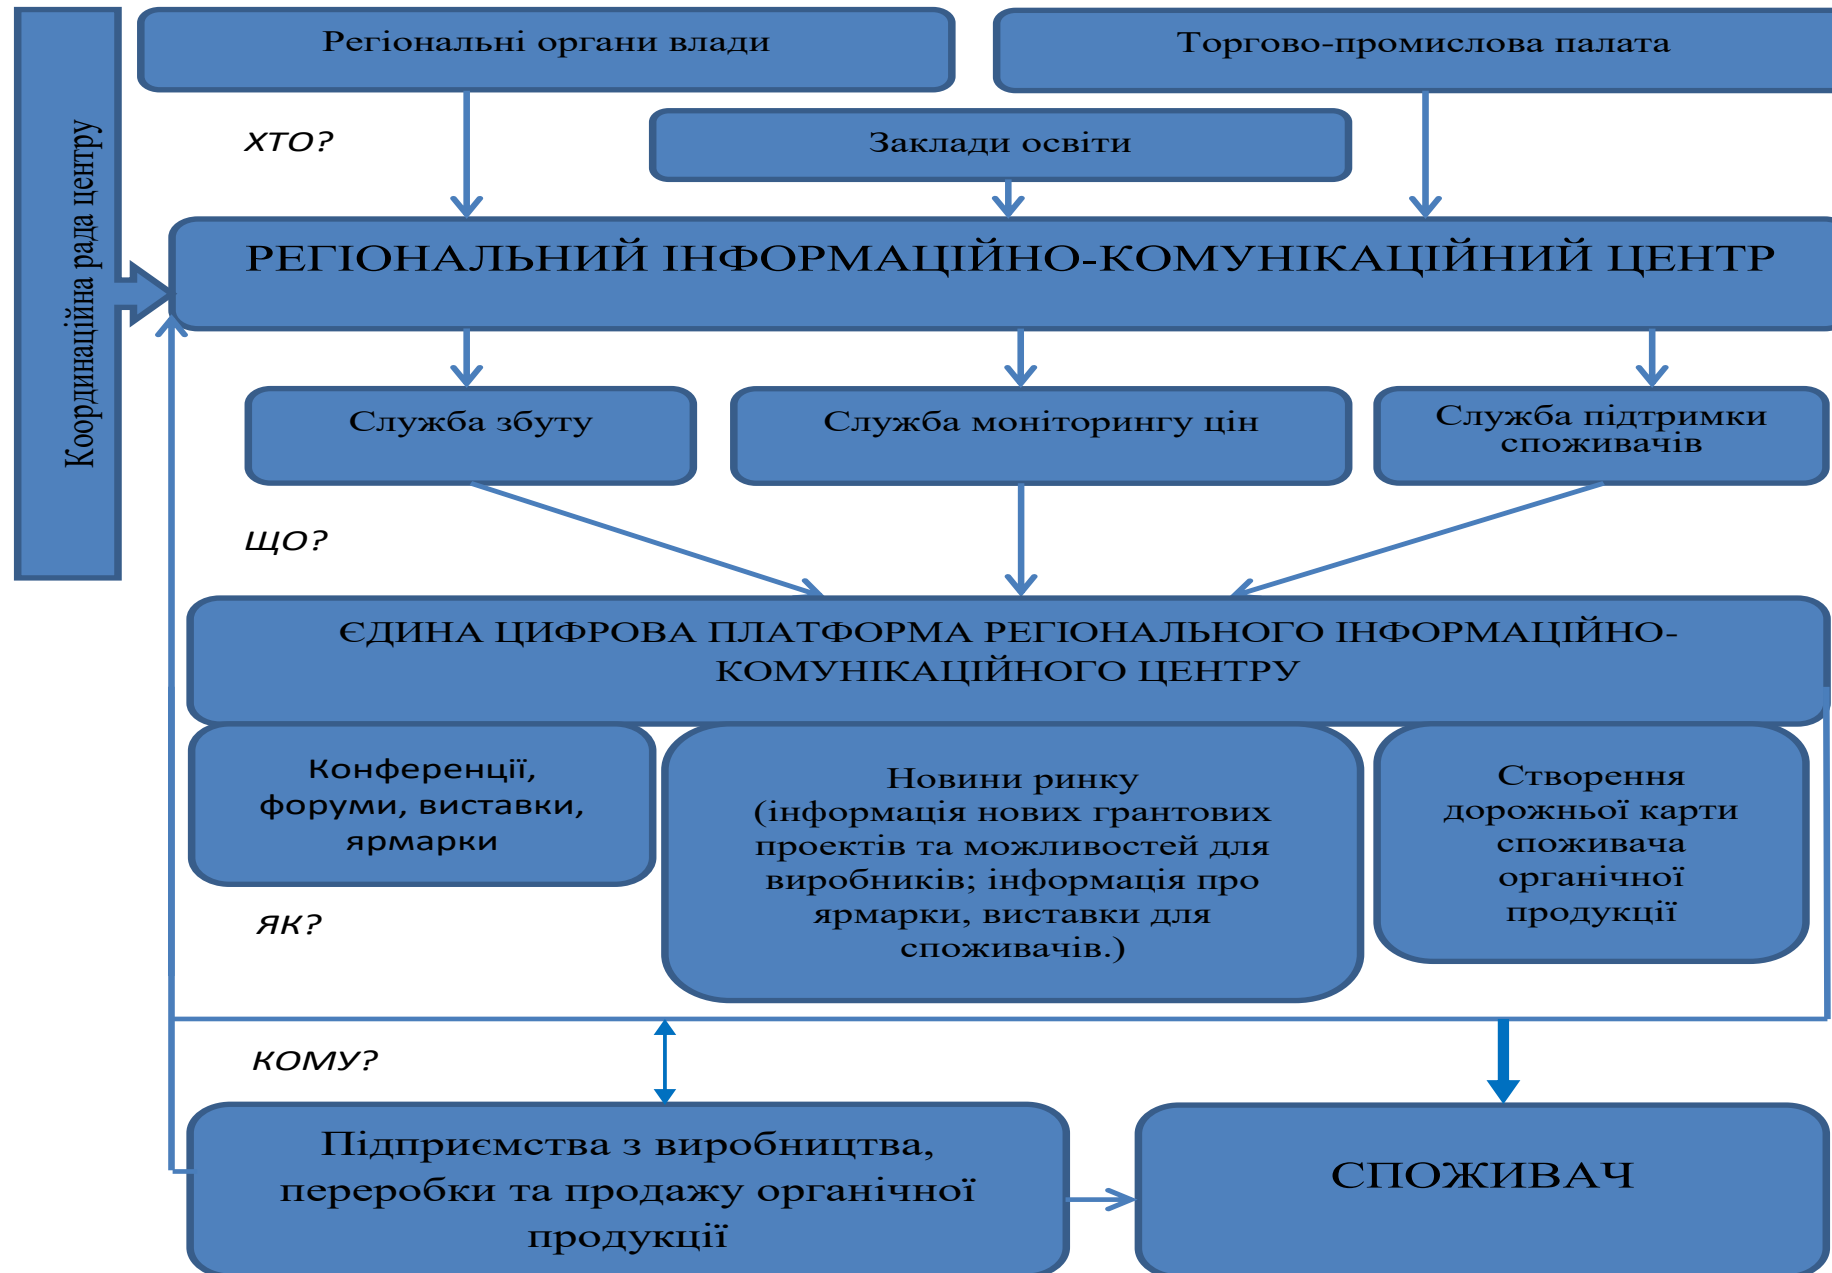 Координаційна рада центру
Регіональні органи влади
Торгово-промислова палата
ХТО?
Заклади освіти
РЕГІОНАЛЬНИЙ ІНФОРМАЦІЙНО-КОМУНІКАЦІЙНИЙ ЦЕНТР
Служба збуту
Служба моніторингу цін
Служба підтримки
споживачів
ЩО?
ЄДИНА ЦИФРОВА ПЛАТФОРМА РЕГІОНАЛЬНОГО ІНФОРМАЦІЙНО-
КОМУНІКАЦІЙНОГО ЦЕНТРУ
Конференції,
форуми, виставки,
ярмарки
Новини ринку
(інформація нових грантових
проектів та можливостей для
виробників; інформація про
ярмарки, виставки для
споживачів.)
Створення
дорожньої карти
споживача
органічної
продукції
ЯК?
КОМУ?
Підприємства з виробництва,
переробки та продажу органічної
продукції
СПОЖИВАЧ